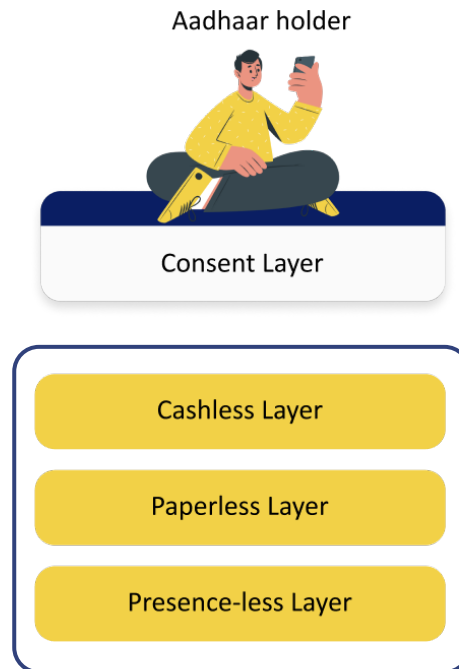 Aadhaar holder
Consent Layer
Cashless Layer
Paperless Layer
Presence-less Layer